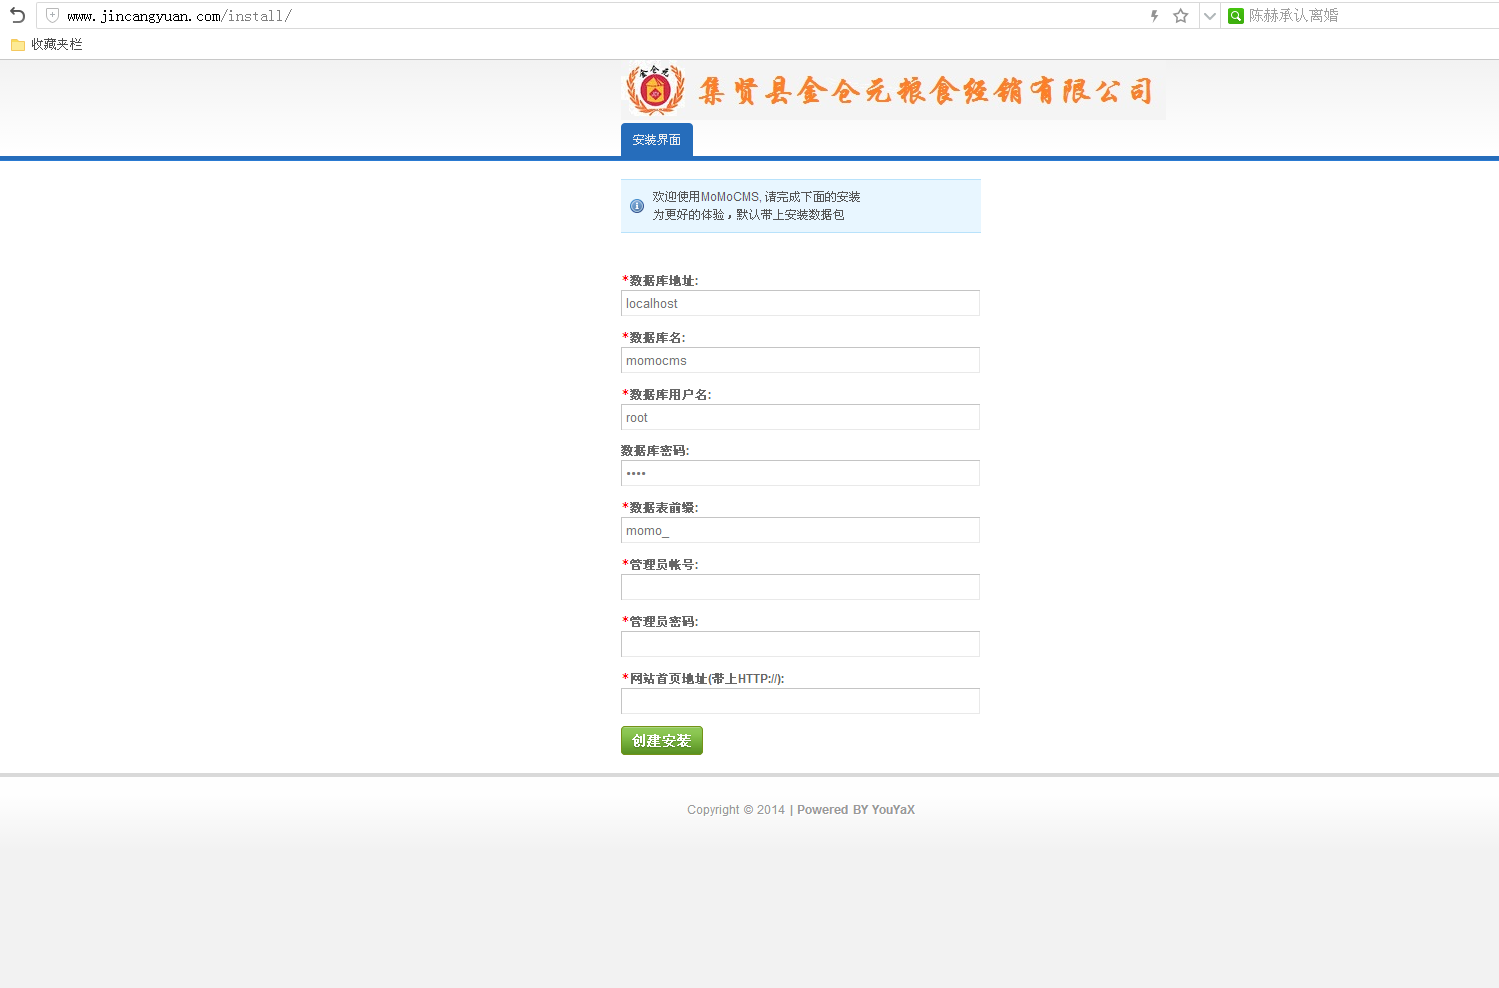 www.jincangyuan.com/install/
陈赫承认离婚
收藏夹栏
金仓元
集贤县金仓元粮食经销有限公司
安装界面
欢迎使用MoMoCMS, 请完成下面的安装
为更好的体验，默认带上安装数据包
*数据库地址:
localhost
*数据库名:
momocms
*数据库用户名:
root
数据库密码:
••••
*数据表前缀:
momo_
*管理员帐号:
*管理员密码:
*网站首页地址(带上HTTP://):
创建安装
Copyright © 2014 | Powered BY YouYaX